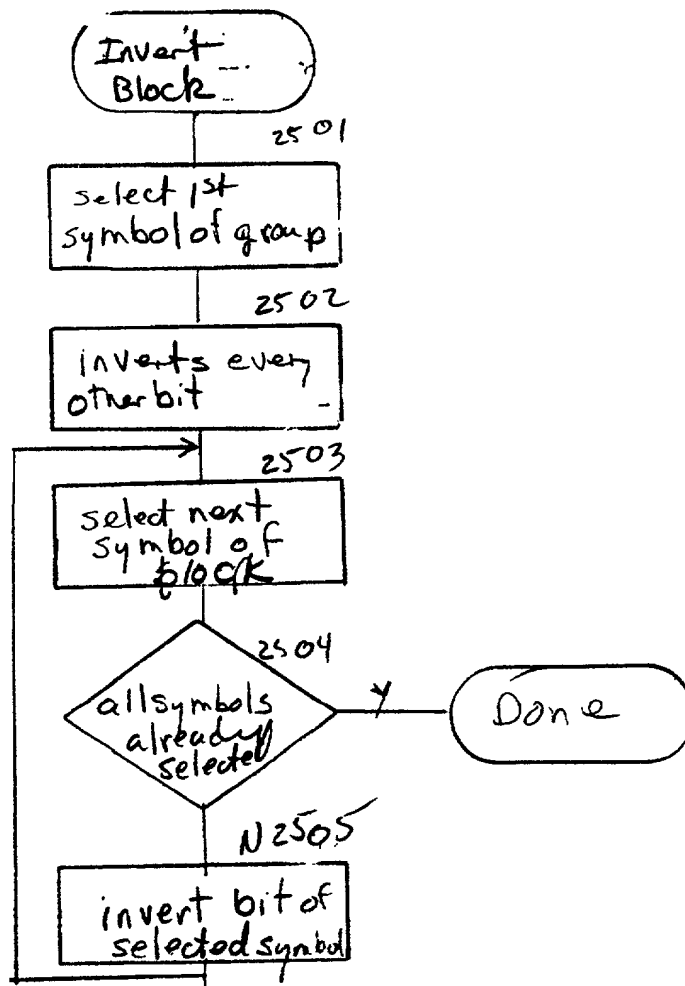 Invert
Block
2501
select 1st
symbol of group
2502
inverts every
other bit
2503
select next
symbol of
block
2504
all symbols
already
selected
Y
Done
N 2505
invert bit of
selected symbol